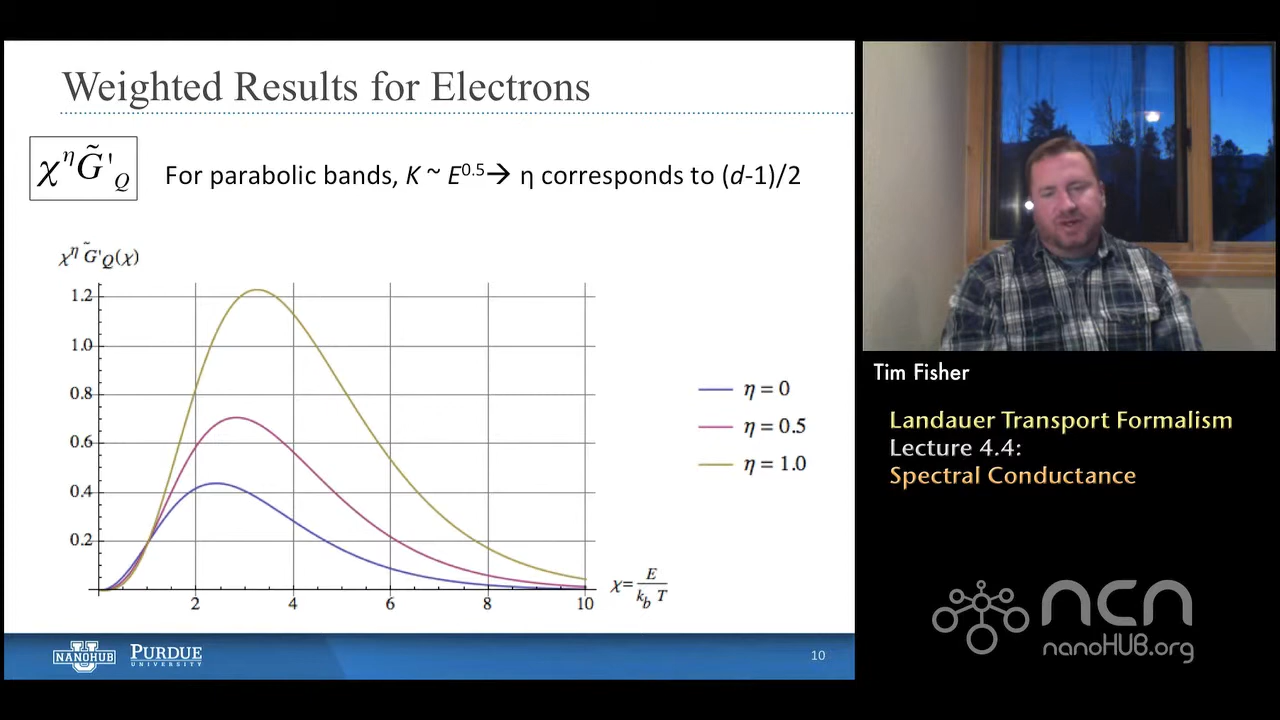 Weighted Results for Electrons
χ^η G̃'_Q
For parabolic bands, K ~ E^0.5→ η corresponds to (d-1)/2
χ^η G̃'_Q(χ)
1.2
1.0
0.8
0.6
0.4
0.2
2 4 6 8 10
χ= E / k_b T
η = 0
η = 0.5
η = 1.0
nanoHUB U
PURDUE
UNIVERSITY
10
Tim Fisher
Landauer Transport Formalism
Lecture 4.4:
Spectral Conductance
ncn
nanoHUB.org